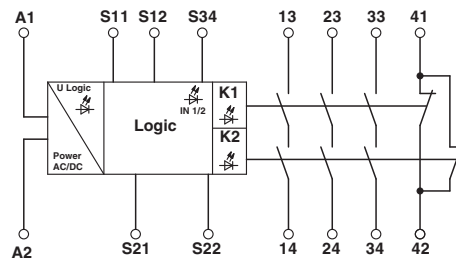 A1 S11 S12 S34 13 23 33 41
U Logic
IN 1/2
K1
Logic
K2
Power
AC/DC
A2 S21 S22 14 24 34 42